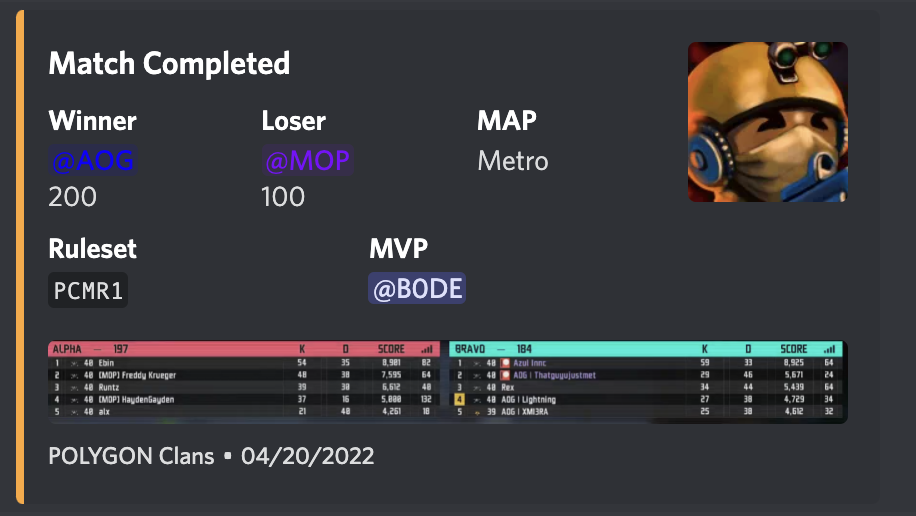 Match Completed
Winner Loser MAP
@AOG @MOP Metro
200 100
Ruleset MVP
PCMR1 @B0DE
ALPHA — 197 K D SCORE BRAVO — 184 K D SCORE
1 40 Ebin 54 35 8,981 82 1 40 Azul Innc 59 33 8,925 64
2 40 [MOP] Freddy Krueger 40 38 7,595 64 2 40 AOG | Thatguyujustmet 29 46 5,671 24
3 40 Runtz 39 38 6,612 40 3 40 Rex 34 44 5,439 64
4 40 [MOP] HaydenGayden 37 16 5,080 132 4 40 AOG | Lightning 27 38 4,729 34
5 40 alx 21 40 4,261 18 5 39 AOG | XMI3RA 25 38 4,612 32
POLYGON Clans • 04/20/2022